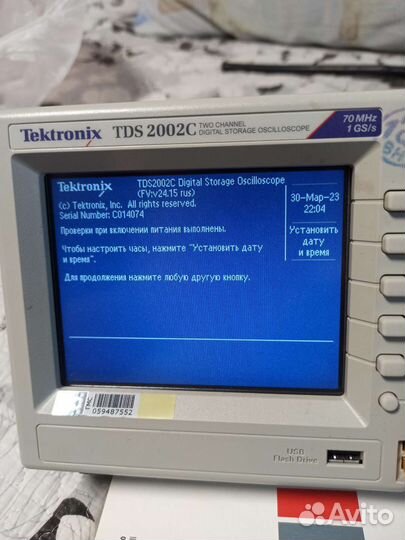 Tektronix TDS 2002C TWO CHANNEL
DIGITAL STORAGE OSCILLOSCOPE
70 MHz
1 GS/s
Tektronix TDS2002C Digital Storage Oscilloscope
(FV:v24.15 rus)
(c) Tektronix, Inc. All rights reserved.
Serial Number: C014074
30-Мар-23
22:04
Проверки при включении питания выполнены.
Чтобы настроить часы, нажмите "Установить дату
и время".
Для продолжения нажмите любую другую кнопку.
Установить
дату
и время
059487552
USB
Flash Drive
Avito